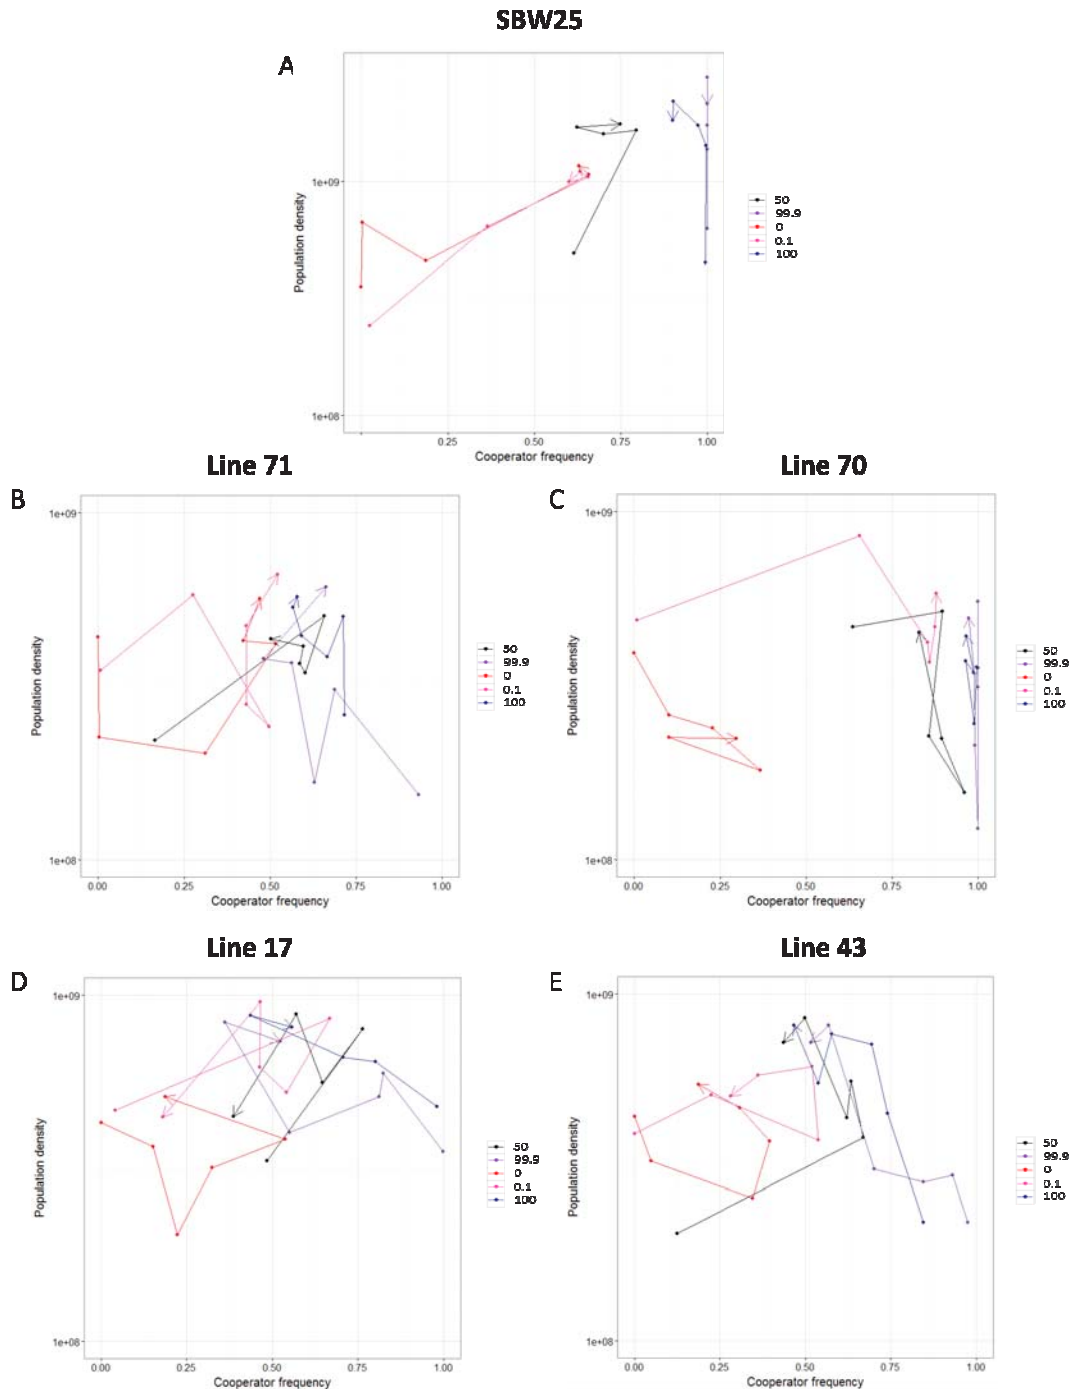 SBW25
A
Population density
1e+09
1e+08
0.25 0.50 0.75 1.00
Cooperator frequency
50
99.9
0
0.1
100
Line 71
B
Population density
1e+09
1e+08
0.00 0.25 0.50 0.75 1.00
Cooperator frequency
50
99.9
0
0.1
100
Line 70
C
Population density
1e+09
1e+08
0.00 0.25 0.50 0.75 1.00
Cooperator frequency
50
99.9
0
0.1
100
Line 17
D
Population density
1e+09
1e+08
0.00 0.25 0.50 0.75 1.00
Cooperator frequency
50
99.9
0
0.1
100
Line 43
E
Population density
1e+09
1e+08
0.00 0.25 0.50 0.75 1.00
Cooperator frequency
50
99.9
0
0.1
100